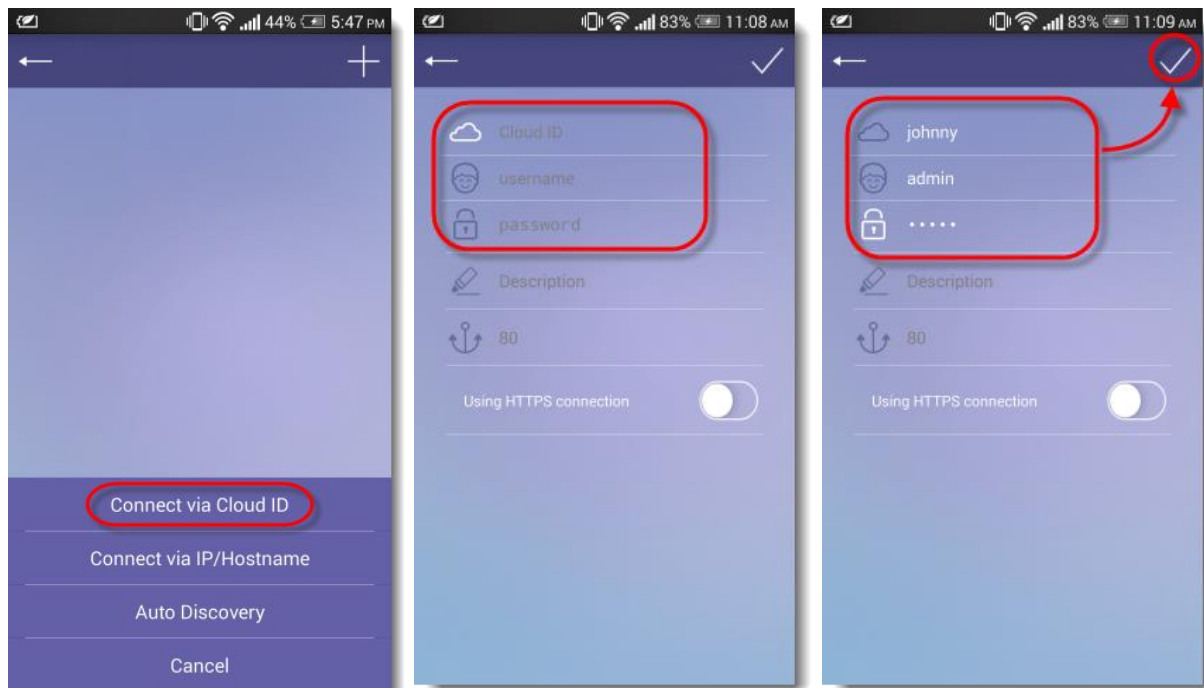 44% 5:47 PM
Connect via Cloud ID
Connect via IP/Hostname
Auto Discovery
Cancel
83% 11:08 AM
Cloud ID
username
password
Description
80
Using HTTPS connection
83% 11:09 AM
johnny
admin
•••••
Description
80
Using HTTPS connection